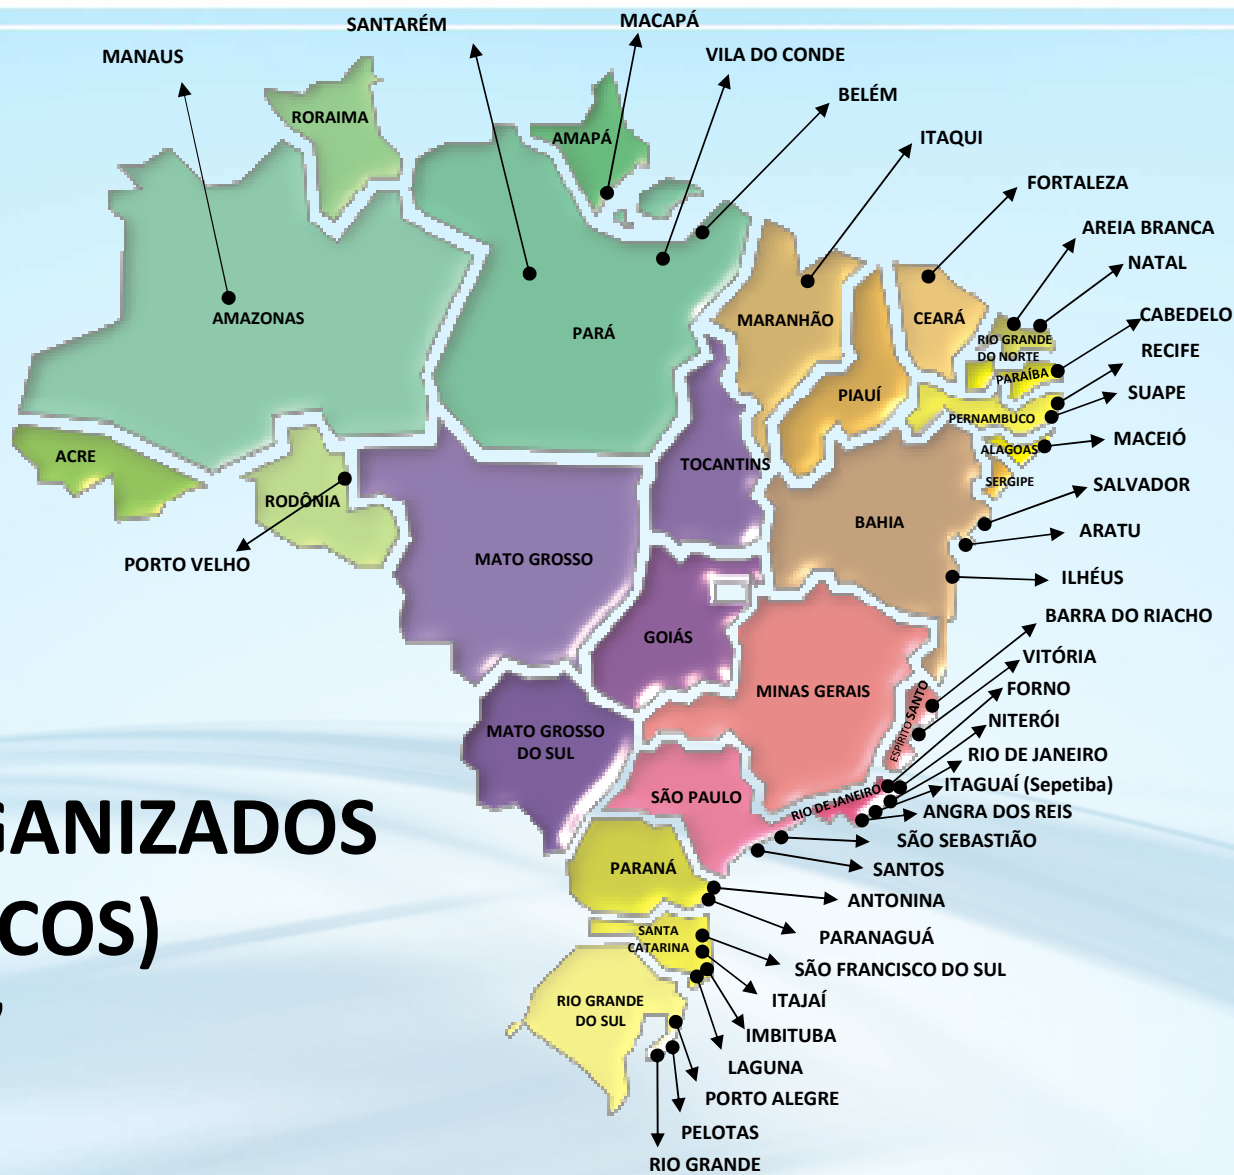 SANTARÉM
MACAPÁ
MANAUS
VILA DO CONDE
BELÉM
RORAIMA
AMAPÁ
ITAQUI
FORTALEZA
AREIA BRANCA
NATAL
CABEDELO
RECIFE
SUAPE
MACEIÓ
SALVADOR
ARATU
ILHÉUS
AMAZONAS
PARÁ
MARANHÃO
CEARÁ
RIO GRANDE
DO NORTE
PARAÍBA
PIAUÍ
PERNAMBUCO
ALAGOAS
SERGIPE
ACRE
RODÔNIA
TOCANTINS
BAHIA
PORTO VELHO
MATO GROSSO
GOIÁS
BARRA DO RIACHO
VITÓRIA
FORNO
NITERÓI
RIO DE JANEIRO
ITAGUAÍ (Sepetiba)
ANGRA DOS REIS
SÃO SEBASTIÃO
SANTOS
MINAS GERAIS
ESPÍRITO SANTO
MATO GROSSO
DO SUL
SÃO PAULO
RIO DE JANEIRO
GANIZADOS
COS)
PARANÁ
ANTONINA
PARANAGUÁ
SANTA
CATARINA
SÃO FRANCISCO DO SUL
ITAJAÍ
RIO GRANDE
DO SUL
IMBITUBA
LAGUNA
PORTO ALEGRE
PELOTAS
RIO GRANDE